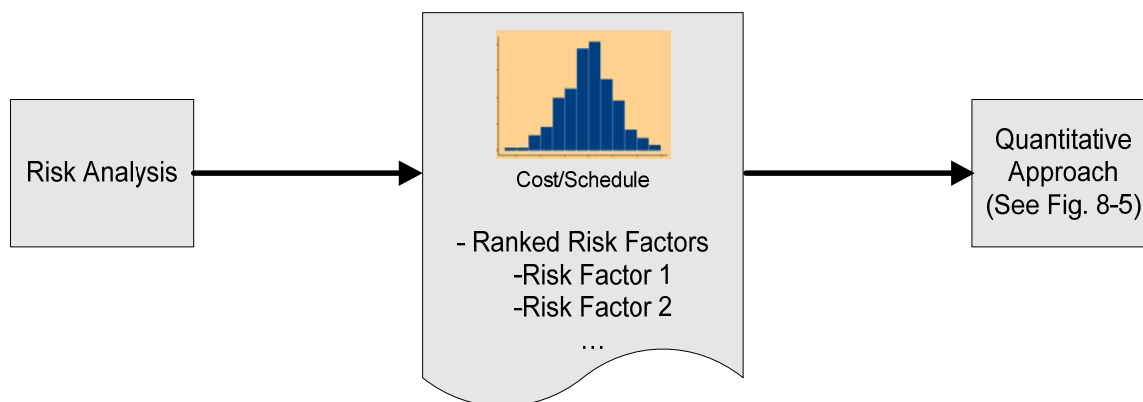 Risk Analysis
Cost/Schedule
- Ranked Risk Factors
-Risk Factor 1
-Risk Factor 2
...
Quantitative
Approach
(See Fig. 8-5)